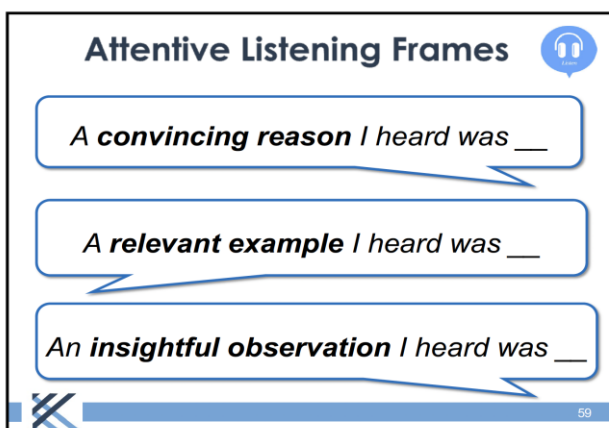 Attentive Listening Frames
A convincing reason I heard was __
A relevant example I heard was __
An insightful observation I heard was __
59